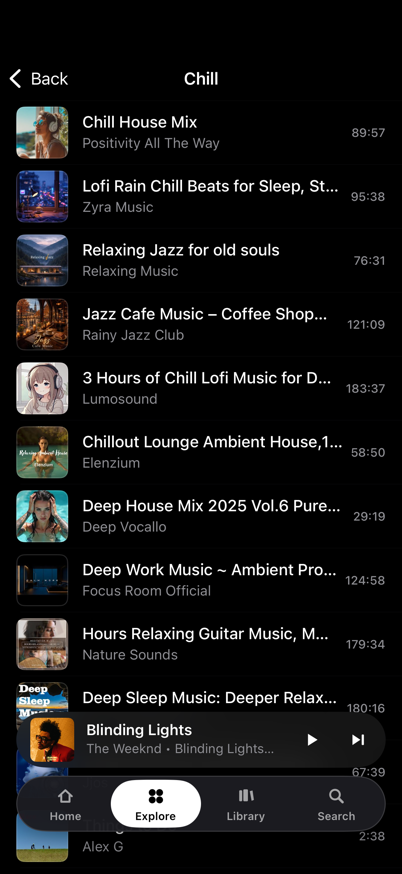 Back
Chill
Chill House Mix
Positivity All The Way
89:57
Lofi Rain Chill Beats for Sleep, St...
Zyra Music
95:38
Relaxing Jazz for old souls
Relaxing Music
76:31
Jazz Cafe Music – Coffee Shop...
Rainy Jazz Club
121:09
3 Hours of Chill Lofi Music for D...
Lumosound
183:37
Chillout Lounge Ambient House,1...
Elenzium
58:50
Deep House Mix 2025 Vol.6 Pure...
Deep Vocallo
29:19
Deep Work Music ~ Ambient Pro...
Focus Room Official
124:58
Hours Relaxing Guitar Music, M...
Nature Sounds
179:34
Deep
Sleep
Deep Sleep Music: Deeper Relax...
180:16
Blinding Lights
The Weeknd • Blinding Lights...
67:39
Home
Explore
Library
Search
Alex G
2:38